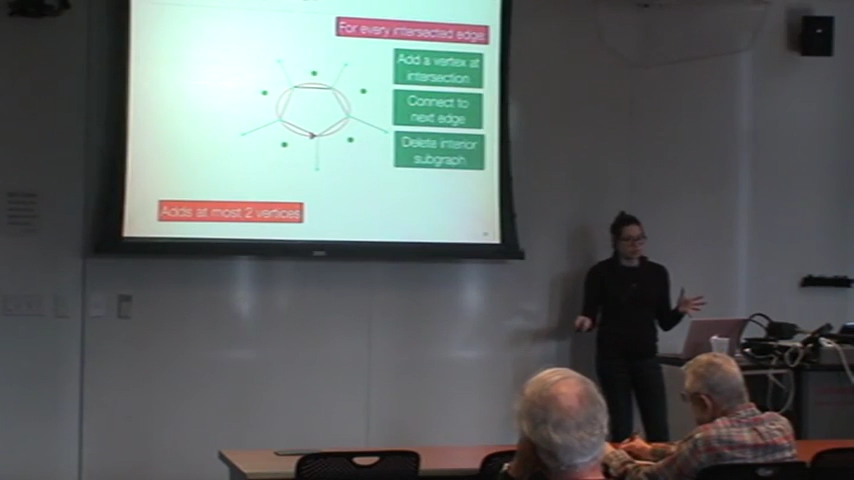 For every intersected edge
Add a vertex at
intersection
Connect to
next edge
Delete interior
subgraph
Adds at most 2 vertices